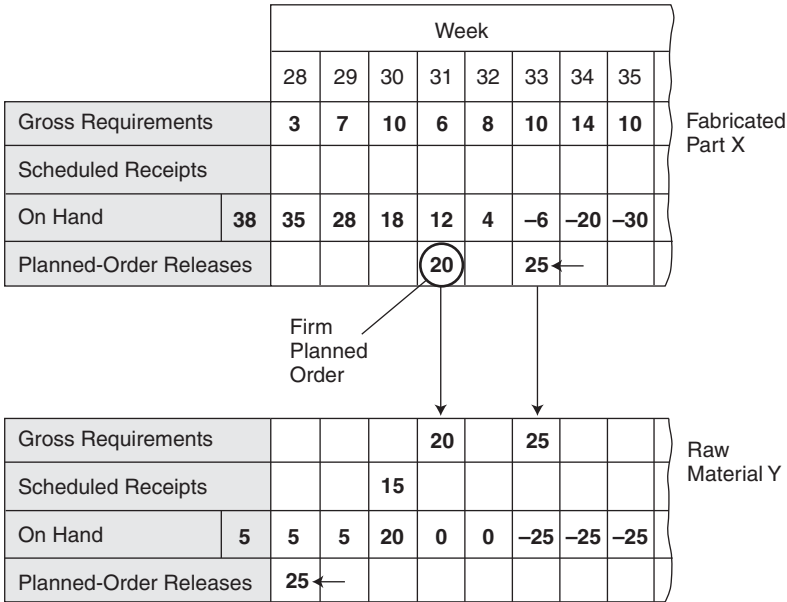 Week
28 29 30 31 32 33 34 35
Gross Requirements 3 7 10 6 8 10 14 10
Scheduled Receipts
On Hand 38 35 28 18 12 4 –6 –20 –30
Planned-Order Releases 20 25
Fabricated
Part X
Firm
Planned
Order
Gross Requirements 20 25
Scheduled Receipts 15
On Hand 5 5 5 20 0 0 –25 –25 –25
Planned-Order Releases 25
Raw
Material Y